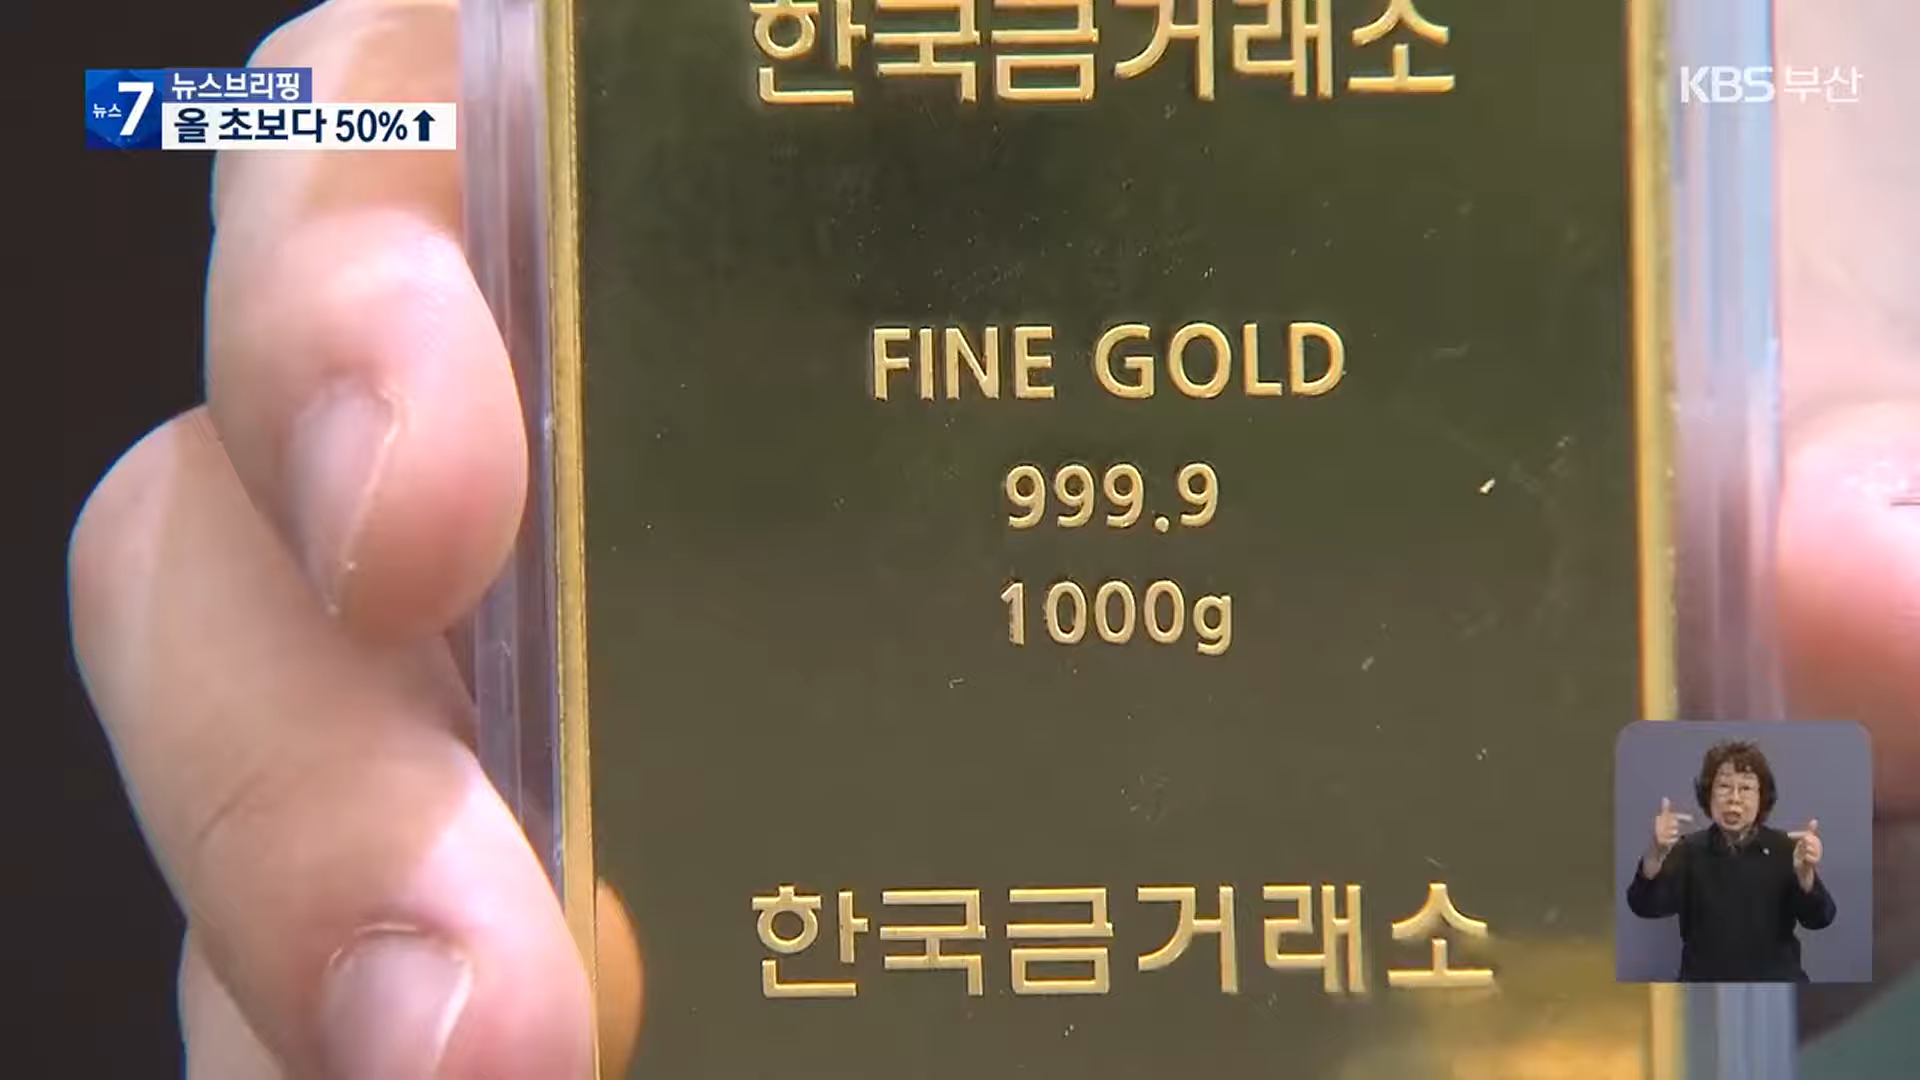 한국금거래소
뉴스7
뉴스브리핑
올 초보다 50%⬆
KBS 부산
FINE GOLD
999.9
1000g
한국금거래소